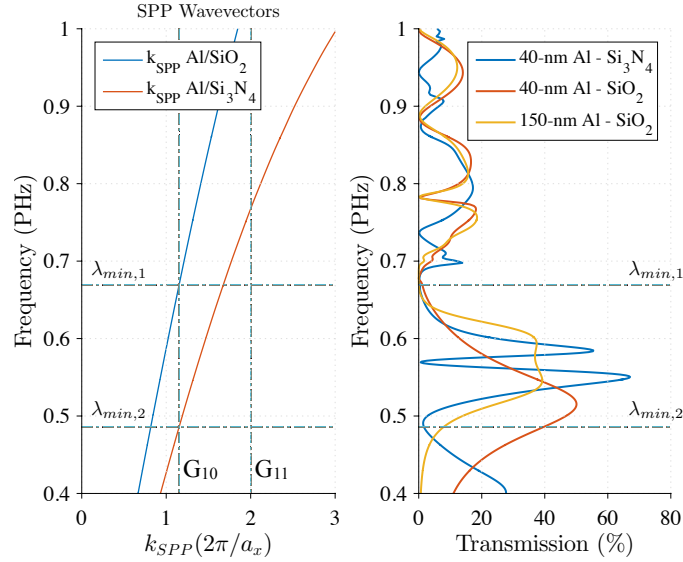 SPP Wavevectors
k_SPP Al/SiO_2
k_SPP Al/Si_3N_4
1
0.9
0.8
0.7
0.6
0.5
0.4
Frequency (PHz)
λ_min,1
λ_min,2
G_10
G_11
0 1 2 3
k_SPP(2π/a_x)
40-nm Al - Si_3N_4
40-nm Al - SiO_2
150-nm Al - SiO_2
1
0.9
0.8
0.7
0.6
0.5
0.4
Frequency (PHz)
λ_min,1
λ_min,2
0 20 40 60 80
Transmission (%)